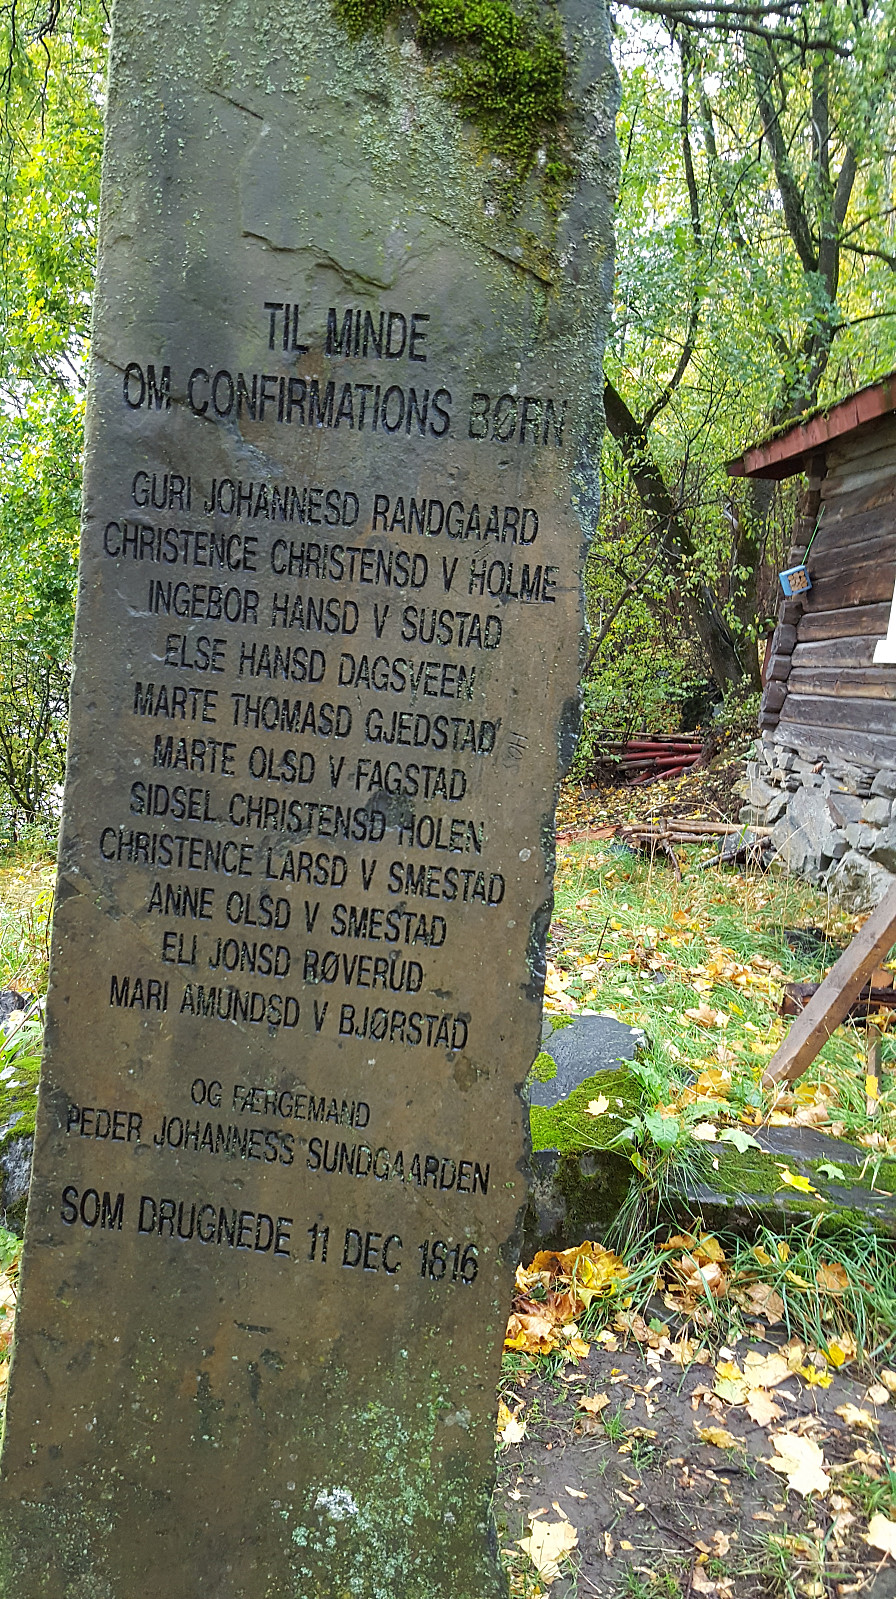 TIL MINDE
OM CONFIRMATIONS BØRN
GURI JOHANNESD RANDGAARD
CHRISTENCE CHRISTENSD V HOLME
INGEBOR HANSD V SUSTAD
ELSE HANSD DAGSVEEN
MARTE THOMASD GJEDSTAD
MARTE OLSD V FAGSTAD
SIDSEL CHRISTENSD HOLEN
CHRISTENCE LARSD V SMESTAD
ANNE OLSD V SMESTAD
ELI JONSD RØVERUD
MARI AMUNDSD V BJØRSTAD
OG FÆRGEMAND
PEDER JOHANNESS SUNDGAARDEN
SOM DRUGNEDE 11 DEC 1816